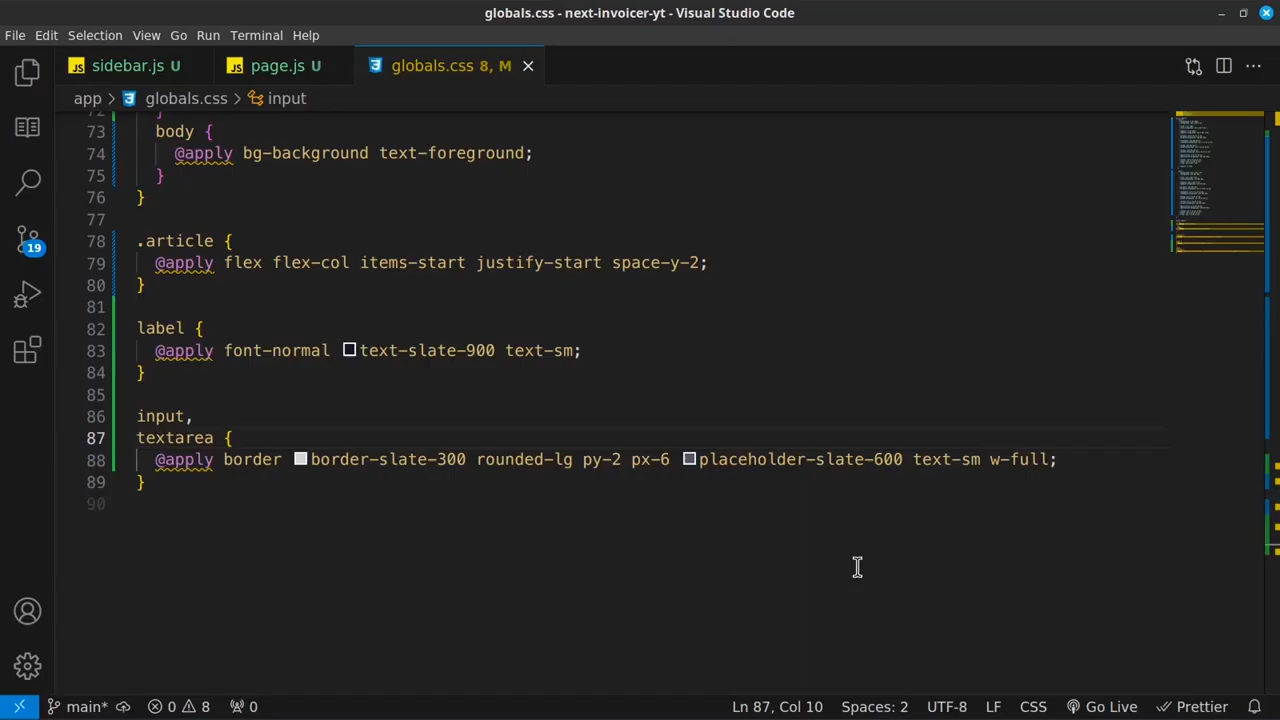 globals.css - next-invoicer-yt - Visual Studio Code
File Edit Selection View Go Run Terminal Help
JS sidebar.js U JS page.js U globals.css 8, M
app > globals.css > input
72 }
73 body {
74 @apply bg-background text-foreground;
75 }
76 }
77
78 .article {
79 @apply flex flex-col items-start justify-start space-y-2;
80 }
81
82 label {
83 @apply font-normal text-slate-900 text-sm;
84 }
85
86 input,
87 textarea {
88 @apply border border-slate-300 rounded-lg py-2 px-6 placeholder-slate-600 text-sm w-full;
89 }
90
19
main* 0 8 0 Ln 87, Col 10 Spaces: 2 UTF-8 LF CSS Go Live Prettier